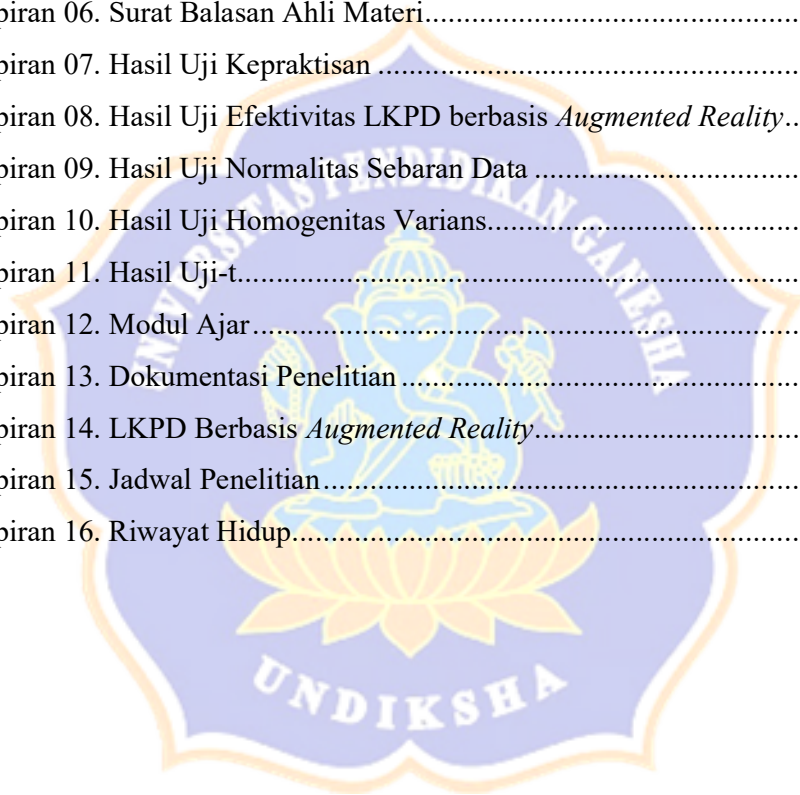 piran 06. Surat Balasan Ahli Materi..........................................
piran 07. Hasil Uji Kepraktisan ................................................
piran 08. Hasil Uji Efektivitas LKPD berbasis Augmented Reality..
piran 09. Hasil Uji Normalitas Sebaran Data ..............................
piran 10. Hasil Uji Homogenitas Varians...................................
piran 11. Hasil Uji-t................................................................
piran 12. Modul Ajar..............................................................
piran 13. Dokumentasi Penelitian .............................................
piran 14. LKPD Berbasis Augmented Reality..............................
piran 15. Jadwal Penelitian......................................................
piran 16. Riwayat Hidup.........................................................
UNIVERSITAS PENDIDIKAN GANESHA
UNDIKSHA